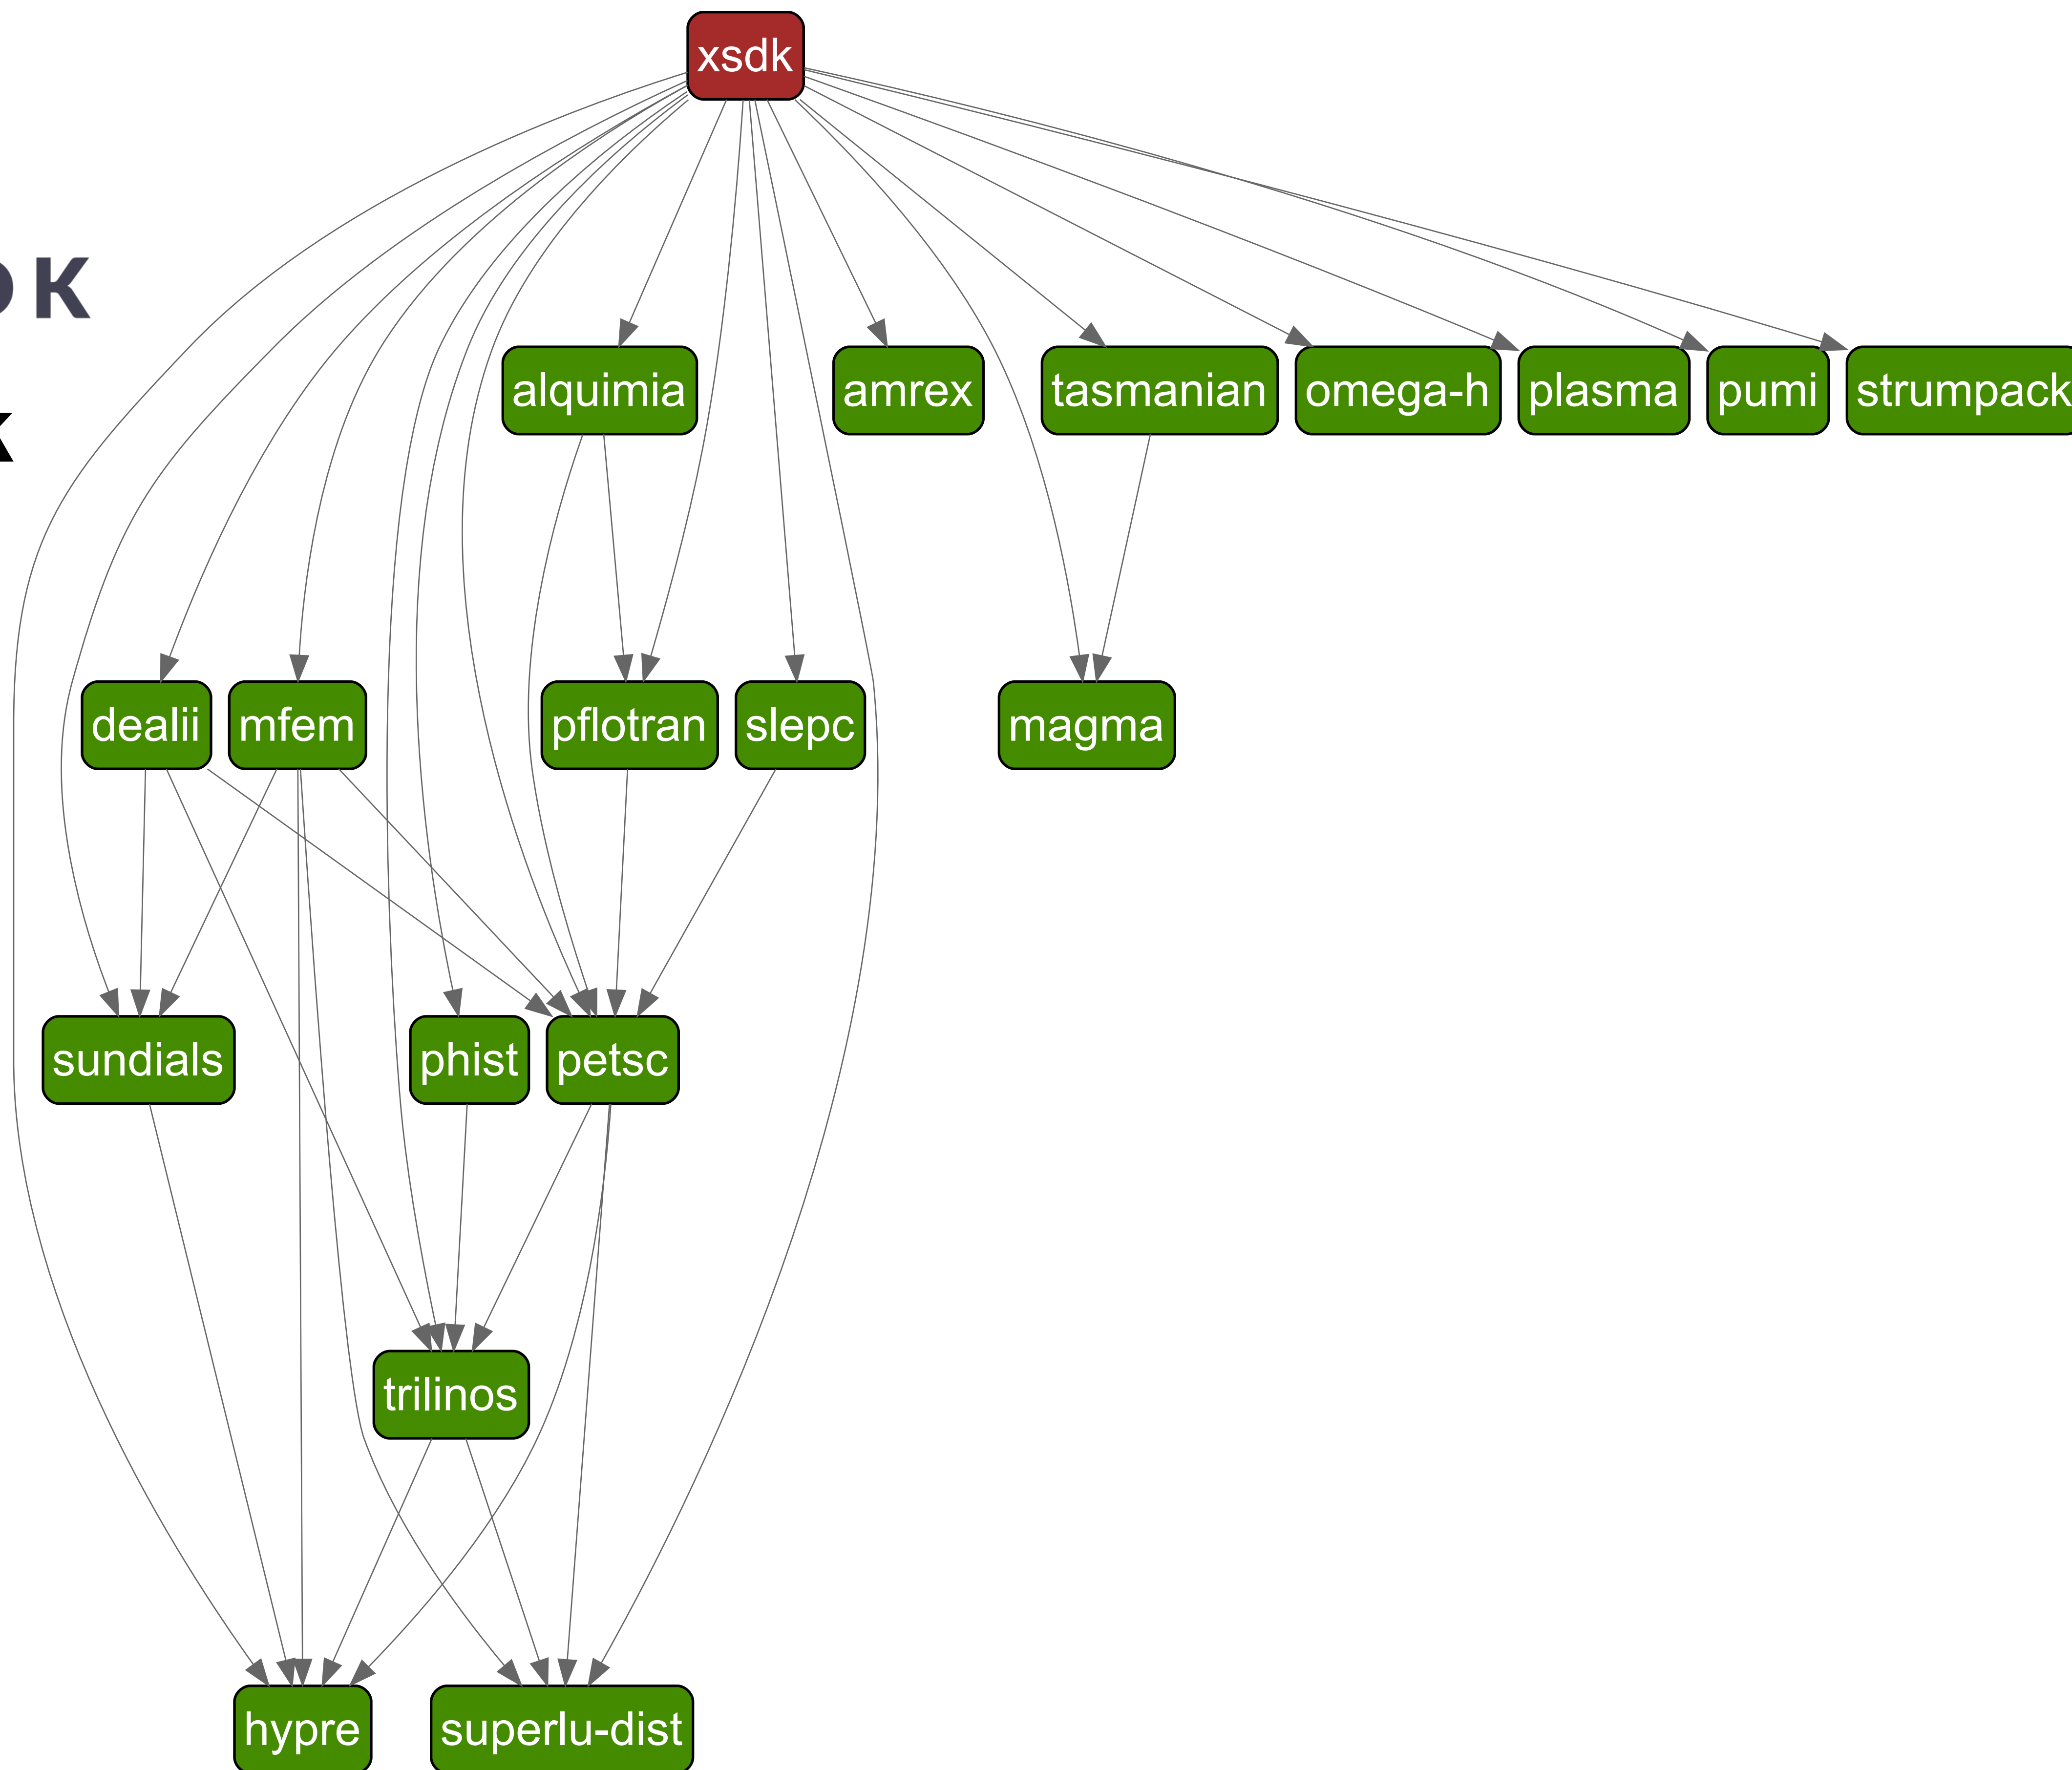 xsdk
alquimia amrex tasmanian omega-h plasma pumi strumpack
dealii mfem pflotran slepc magma
sundials phist petsc
trilinos
hypre superlu-dist